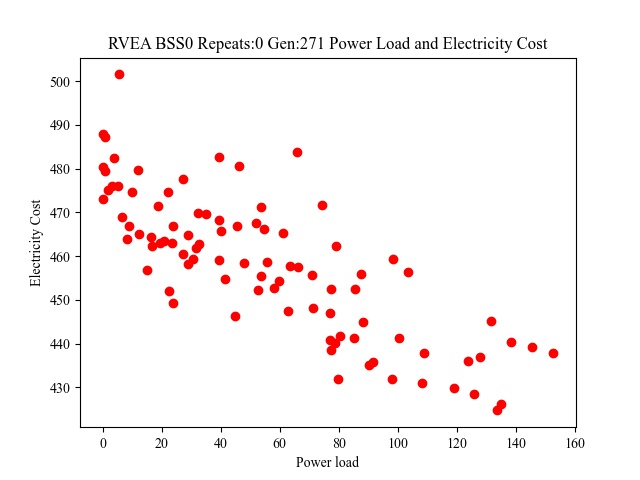 RVEA BSS0 Repeats:0 Gen:271 Power Load and Electricity Cost
500
490
480
470
460
450
440
430
Electricity Cost
0 20 40 60 80 100 120 140 160
Power load